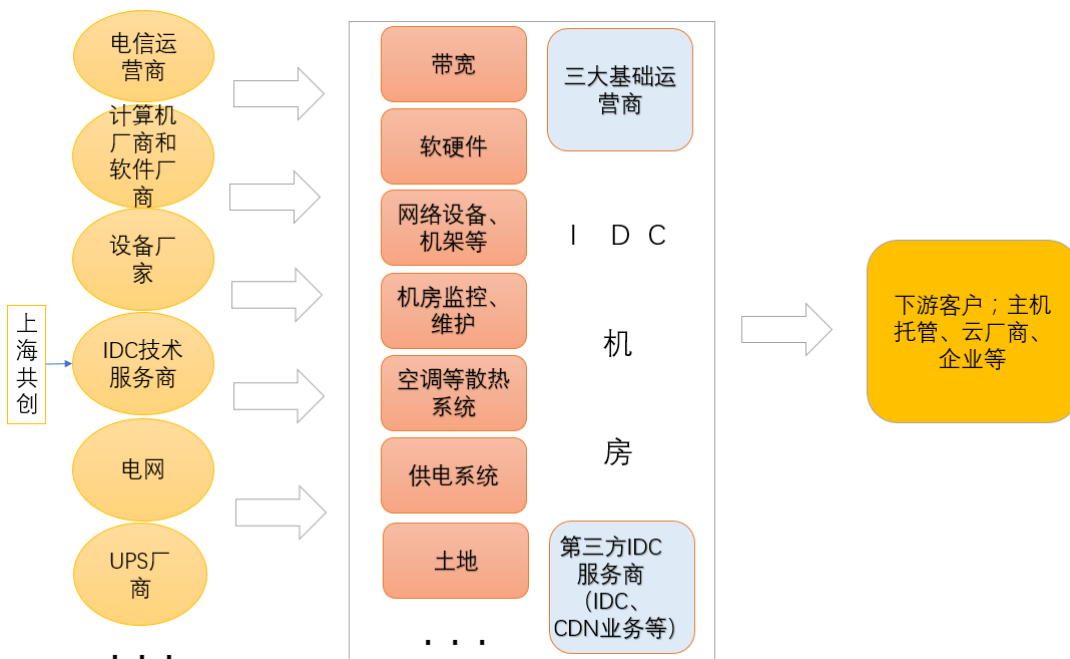 电信运
营商
计算机
厂商和
软件厂
商
设备厂
家
上
海
共
创
IDC技术
服务商
电网
UPS厂
商
. . .
带宽
软硬件
网络设备、
机架等
机房监控、
维护
空调等散热
系统
供电系统
土地
. . .
三大基础运
营商
I D C
机
房
第三方IDC
服务商
（IDC、
CDN业务等）
下游客户；主机
托管、云厂商、
企业等